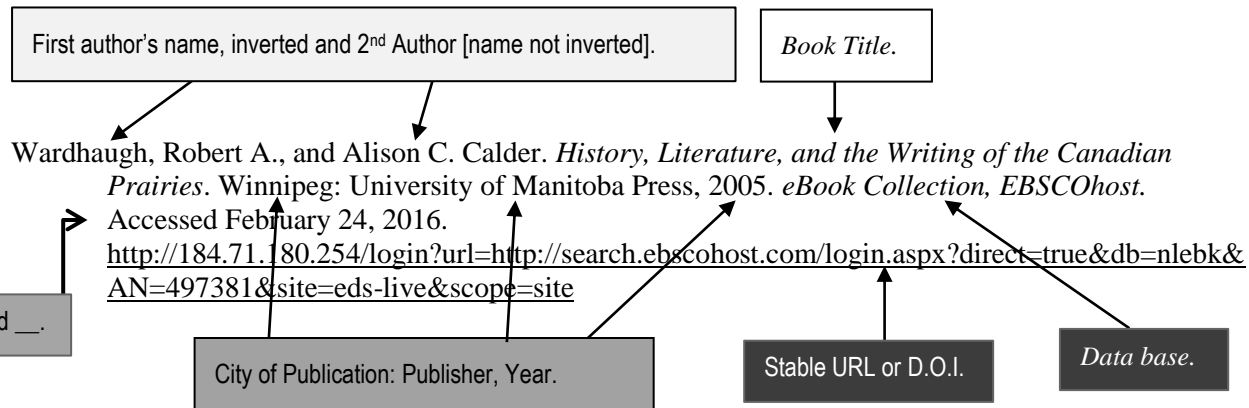 First author’s name, inverted and 2nd Author [name not inverted].
Book Title.
Wardhaugh, Robert A., and Alison C. Calder. History, Literature, and the Writing of the Canadian
Prairies. Winnipeg: University of Manitoba Press, 2005. eBook Collection, EBSCOhost.
Accessed February 24, 2016.
http://184.71.180.254/login?url=http://search.ebscohost.com/login.aspx?direct=true&db=nlebk&
AN=497381&site=eds-live&scope=site
d __.
City of Publication: Publisher, Year.
Stable URL or D.O.I.
Data base.